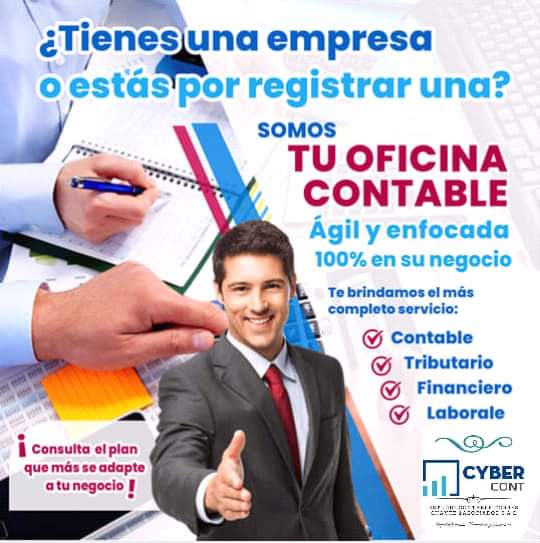 ¿Tienes una empresa
o estás por registrar una?
SOMOS
TU OFICINA
CONTABLE
Ágil y enfocada
100% en su negocio
Te brindamos el más
completo servicio:
Contable
Tributario
Financiero
Laborale
¡ Consulta el plan
que más se adapte
a tu negocio !
CYBER
CONT